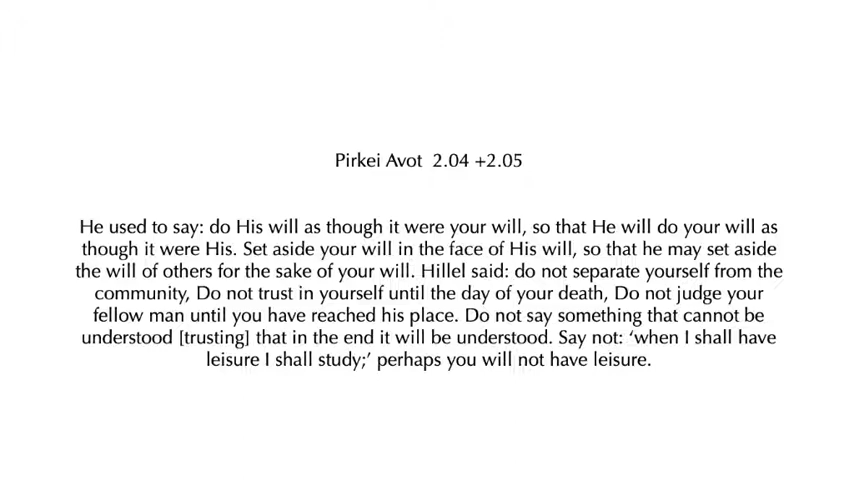 Pirkei Avot 2.04 +2.05
He used to say: do His will as though it were your will, so that He will do your will as
though it were His. Set aside your will in the face of His will, so that he may set aside
the will of others for the sake of your will. Hillel said: do not separate yourself from the
community, Do not trust in yourself until the day of your death, Do not judge your
fellow man until you have reached his place. Do not say something that cannot be
understood [trusting] that in the end it will be understood. Say not: ‘when I shall have
leisure I shall study;’ perhaps you will not have leisure.